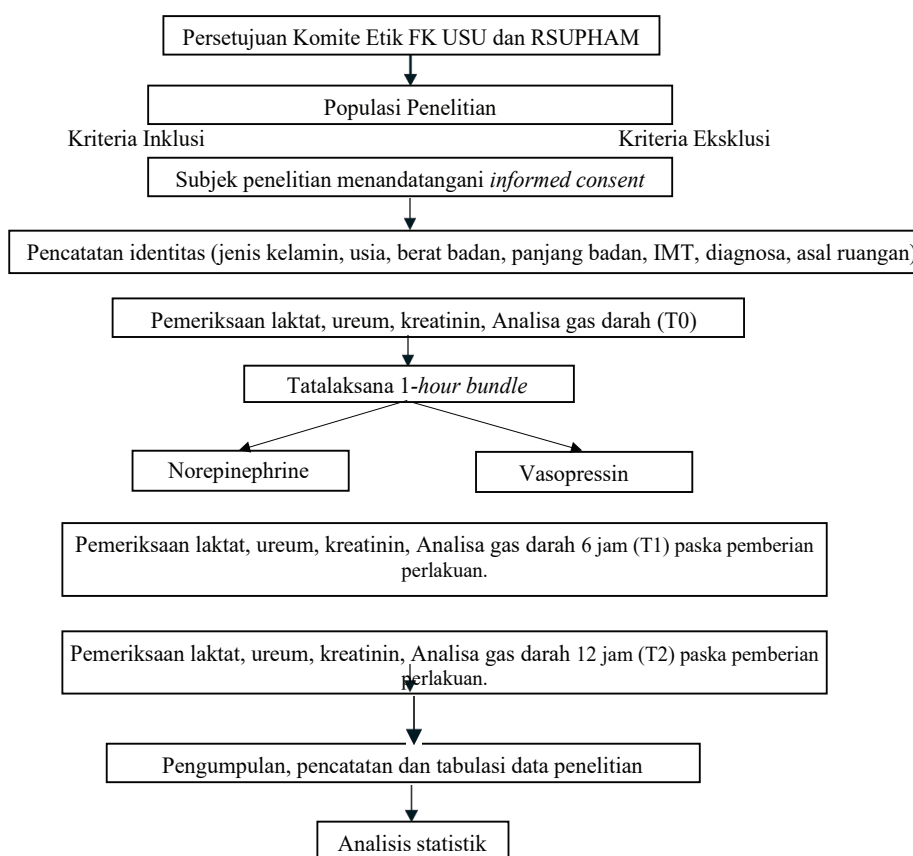 Persetujuan Komite Etik FK USU dan RSUPHAM
Populasi Penelitian
Kriteria Inklusi
Kriteria Eksklusi
Subjek penelitian menandatangani informed consent
Pencatatan identitas (jenis kelamin, usia, berat badan, panjang badan, IMT, diagnosa, asal ruangan)
Pemeriksaan laktat, ureum, kreatinin, Analisa gas darah (T0)
Tatalaksana 1-hour bundle
Norepinephrine
Vasopressin
Pemeriksaan laktat, ureum, kreatinin, Analisa gas darah 6 jam (T1) paska pemberian
perlakuan.
Pemeriksaan laktat, ureum, kreatinin, Analisa gas darah 12 jam (T2) paska pemberian
perlakuan.
Pengumpulan, pencatatan dan tabulasi data penelitian
Analisis statistik